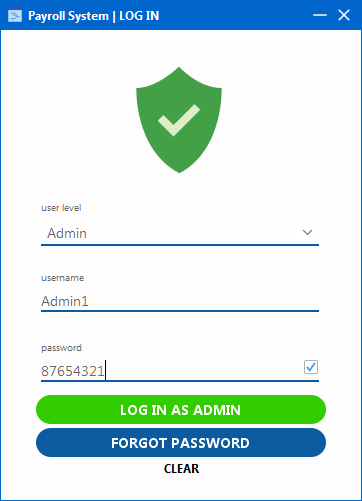 Payroll System | LOG IN
user level
Admin
username
Admin1
password
87654321
LOG IN AS ADMIN
FORGOT PASSWORD
CLEAR